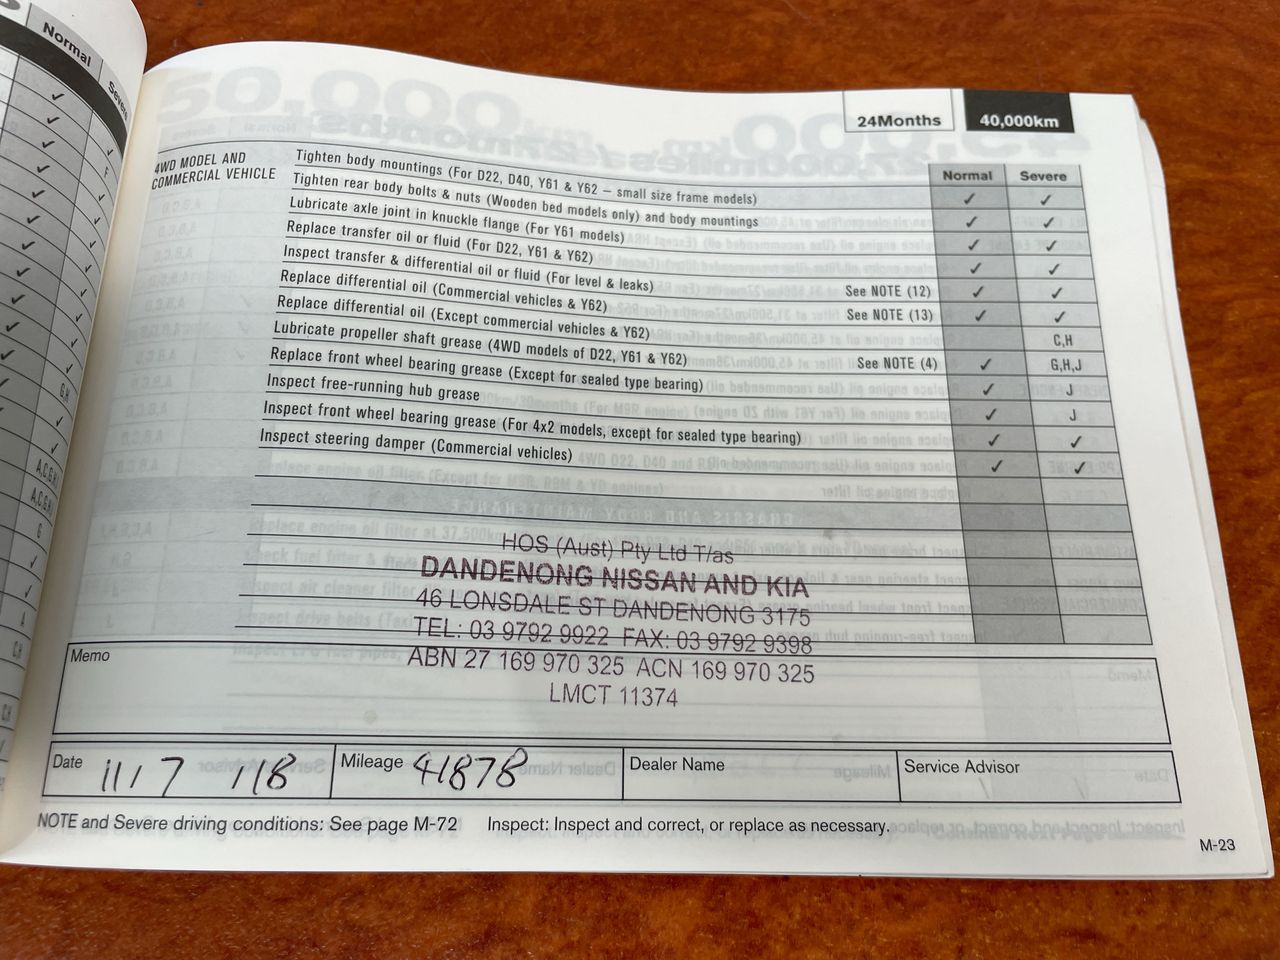 Normal Severe
24Months 40,000km
Normal Severe
4WD MODEL AND
COMMERCIAL VEHICLE
Tighten body mountings (For D22, D40, Y61 & Y62 – small size frame models) ✓ ✓
Tighten rear body bolts & nuts (Wooden bed models only) and body mountings ✓ ✓
Lubricate axle joint in knuckle flange (For Y61 models) ✓ ✓
Replace transfer oil or fluid (For D22, Y61 & Y62) ✓ ✓
Inspect transfer & differential oil or fluid (For level & leaks) See NOTE (12) ✓ ✓
Replace differential oil (Commercial vehicles & Y62) See NOTE (13) ✓ ✓
Replace differential oil (Except commercial vehicles & Y62) C,H
Lubricate propeller shaft grease (4WD models of D22, Y61 & Y62) See NOTE (4) ✓ G,H,J
Replace front wheel bearing grease (Except for sealed type bearing) ✓ J
Inspect free-running hub grease ✓ J
Inspect front wheel bearing grease (For 4x2 models, except for sealed type bearing) ✓ ✓
Inspect steering damper (Commercial vehicles) ✓ ✓
HOS (Aust) Pty Ltd T/as
DANDENONG NISSAN AND KIA
46 LONSDALE ST DANDENONG 3175
TEL: 03 9792 9922 FAX: 03 9792 9398
ABN 27 169 970 325 ACN 169 970 325
LMCT 11374
Memo
Date 11/7/18 Mileage 41878 Dealer Name Service Advisor
NOTE and Severe driving conditions: See page M-72 Inspect: Inspect and correct, or replace as necessary.
M-23